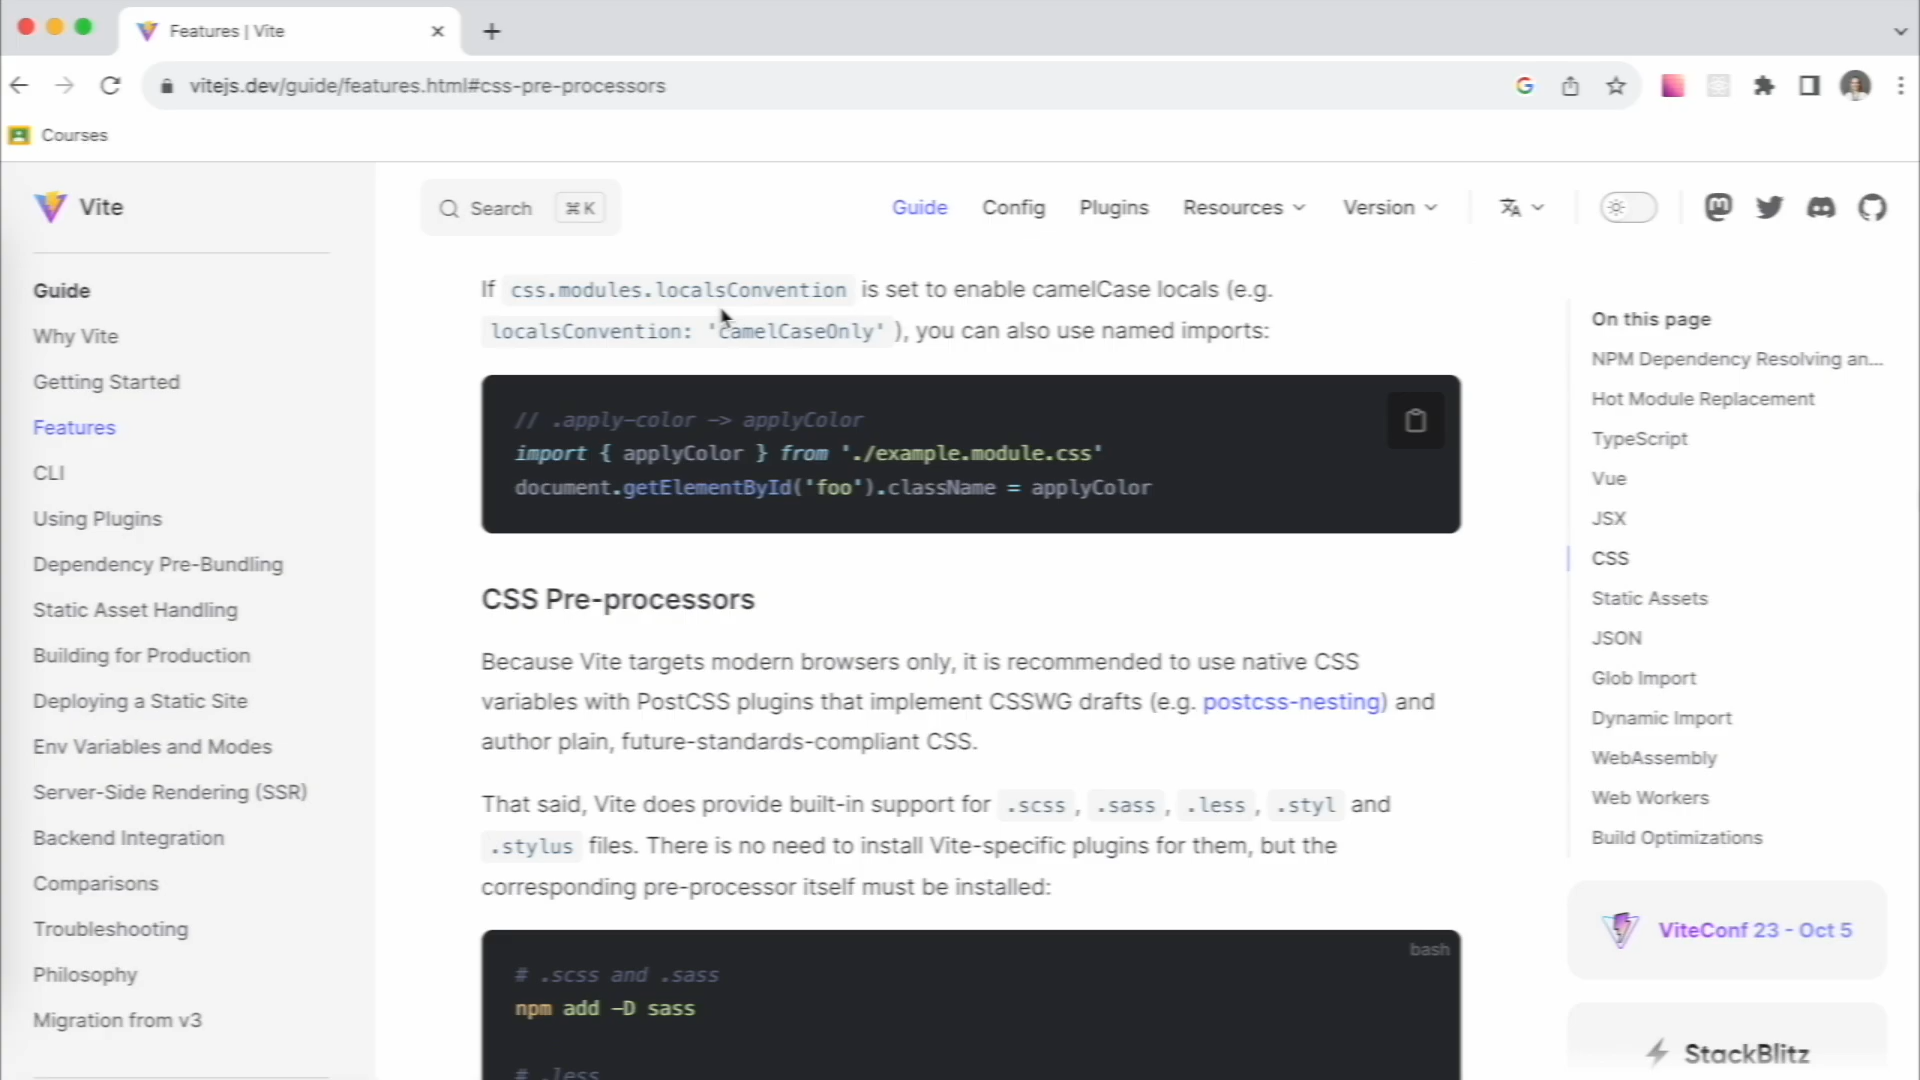 Features | Vite
vitejs.dev/guide/features.html#css-pre-processors
Courses
Vite
Search ⌘ K
Guide
Config
Plugins
Resources
Version
Guide
Why Vite
Getting Started
Features
CLI
Using Plugins
Dependency Pre-Bundling
Static Asset Handling
Building for Production
Deploying a Static Site
Env Variables and Modes
Server-Side Rendering (SSR)
Backend Integration
Comparisons
Troubleshooting
Philosophy
Migration from v3
If css.modules.localsConvention is set to enable camelCase locals (e.g.
localsConvention: 'camelCaseOnly' ), you can also use named imports:
// .apply-color -> applyColor
import { applyColor } from './example.module.css'
document.getElementById('foo').className = applyColor
CSS Pre-processors
Because Vite targets modern browsers only, it is recommended to use native CSS
variables with PostCSS plugins that implement CSSWG drafts (e.g. postcss-nesting) and
author plain, future-standards-compliant CSS.
That said, Vite does provide built-in support for .scss , .sass , .less , .styl and
.stylus files. There is no need to install Vite-specific plugins for them, but the
corresponding pre-processor itself must be installed:
bash
# .scss and .sass
npm add -D sass
# .less
On this page
NPM Dependency Resolving an...
Hot Module Replacement
TypeScript
Vue
JSX
CSS
Static Assets
JSON
Glob Import
Dynamic Import
WebAssembly
Web Workers
Build Optimizations
ViteConf 23 - Oct 5
StackBlitz